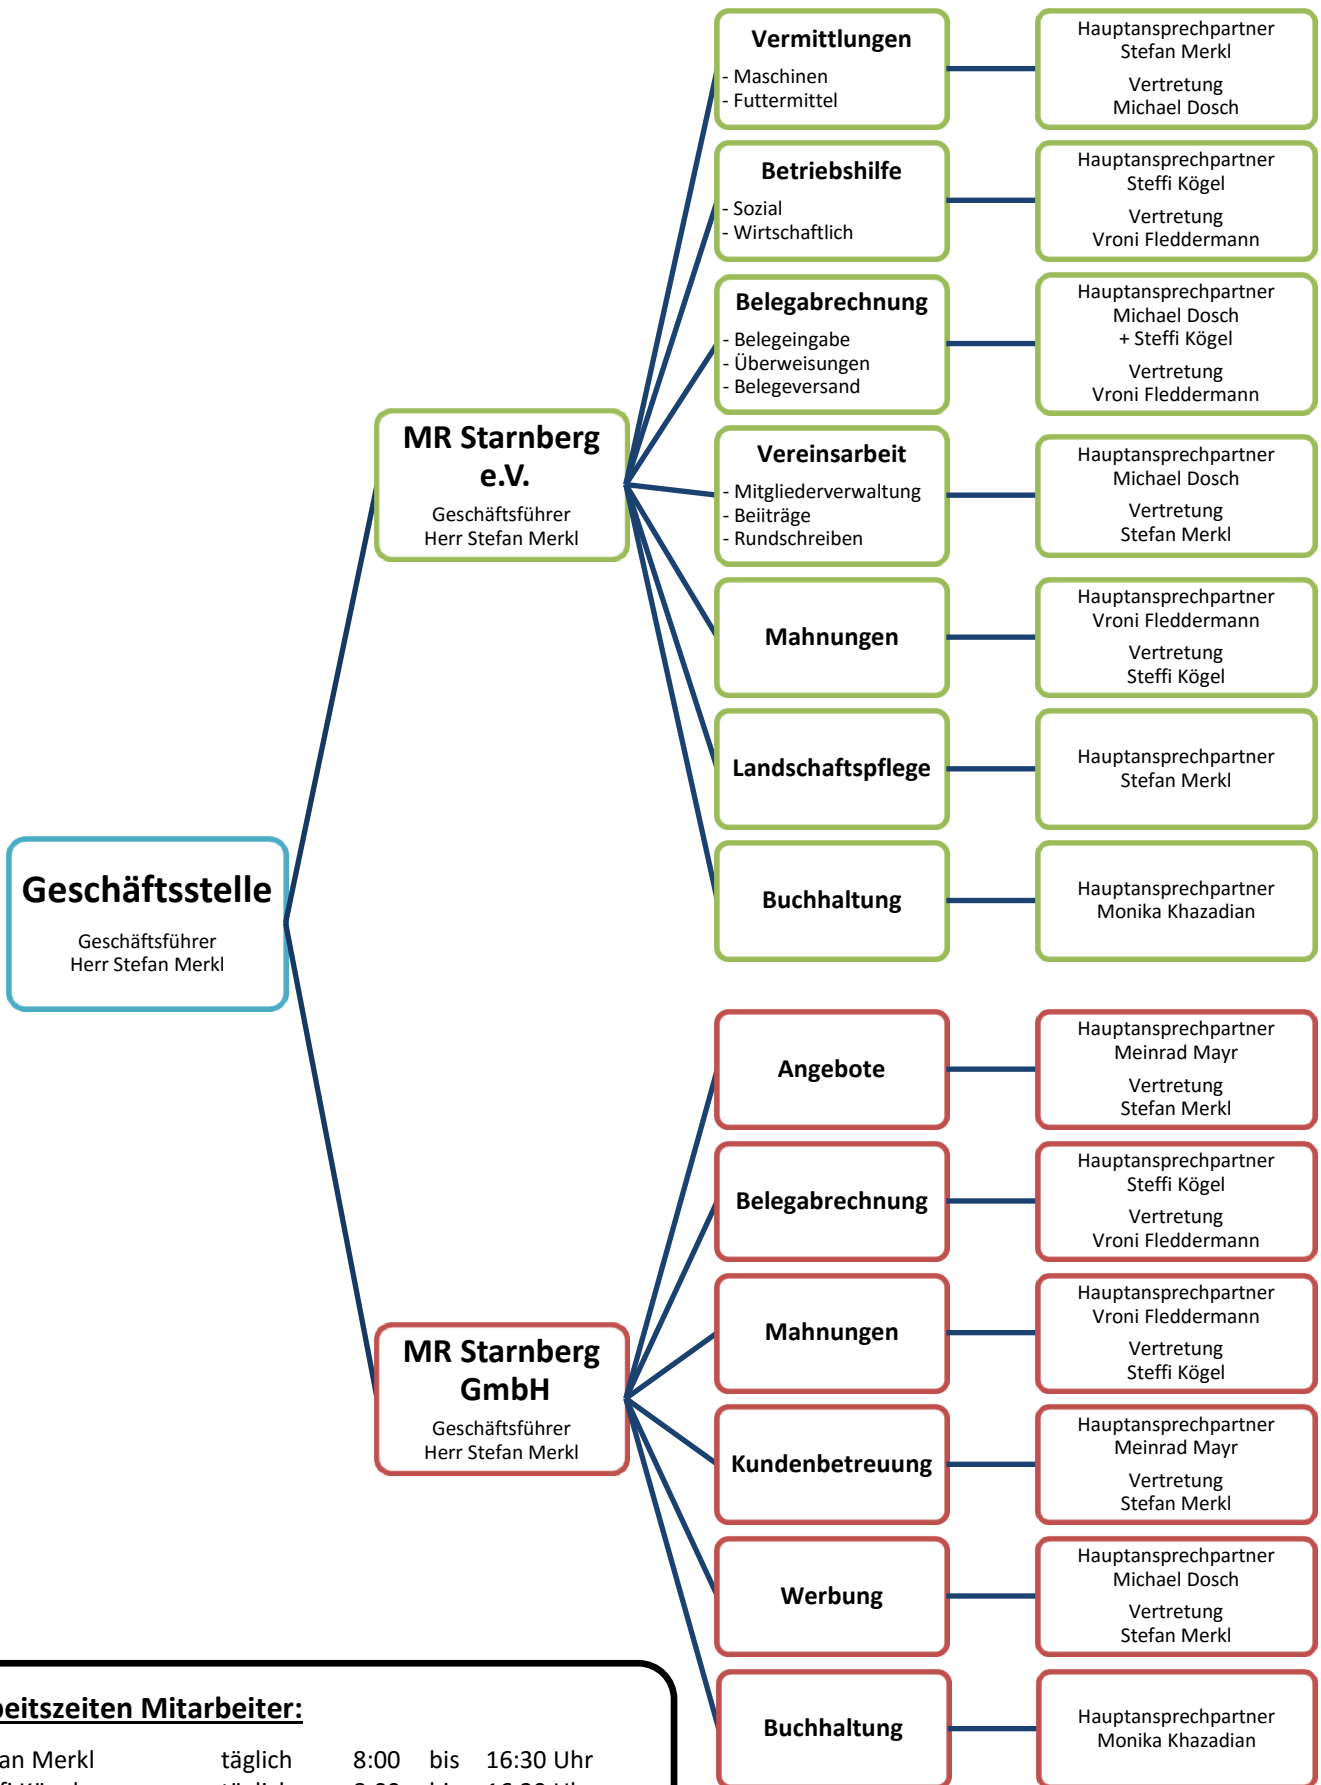 Vermittlungen
- Maschinen
- Futtermittel
Hauptansprechpartner
Stefan Merkl
Vertretung
Michael Dosch
Betriebshilfe
- Sozial
- Wirtschaftlich
Hauptansprechpartner
Steffi Kögel
Vertretung
Vroni Fleddermann
Belegabrechnung
- Belegeingabe
- Überweisungen
- Belegeversand
Hauptansprechpartner
Michael Dosch
+ Steffi Kögel
Vertretung
Vroni Fleddermann
MR Starnberg
e.V.
Geschäftsführer
Herr Stefan Merkl
Vereinsarbeit
- Mitgliederverwaltung
- Beiiträge
- Rundschreiben
Hauptansprechpartner
Michael Dosch
Vertretung
Stefan Merkl
Mahnungen
Hauptansprechpartner
Vroni Fleddermann
Vertretung
Steffi Kögel
Landschaftspflege
Hauptansprechpartner
Stefan Merkl
Buchhaltung
Hauptansprechpartner
Monika Khazadian
Geschäftsstelle
Geschäftsführer
Herr Stefan Merkl
Angebote
Hauptansprechpartner
Meinrad Mayr
Vertretung
Stefan Merkl
Belegabrechnung
Hauptansprechpartner
Steffi Kögel
Vertretung
Vroni Fleddermann
Mahnungen
Hauptansprechpartner
Vroni Fleddermann
Vertretung
Steffi Kögel
MR Starnberg
GmbH
Geschäftsführer
Herr Stefan Merkl
Kundenbetreuung
Hauptansprechpartner
Meinrad Mayr
Vertretung
Stefan Merkl
Werbung
Hauptansprechpartner
Michael Dosch
Vertretung
Stefan Merkl
Buchhaltung
Hauptansprechpartner
Monika Khazadian
beitszeiten Mitarbeiter:
an Merkl täglich 8:00 bis 16:30 Uhr